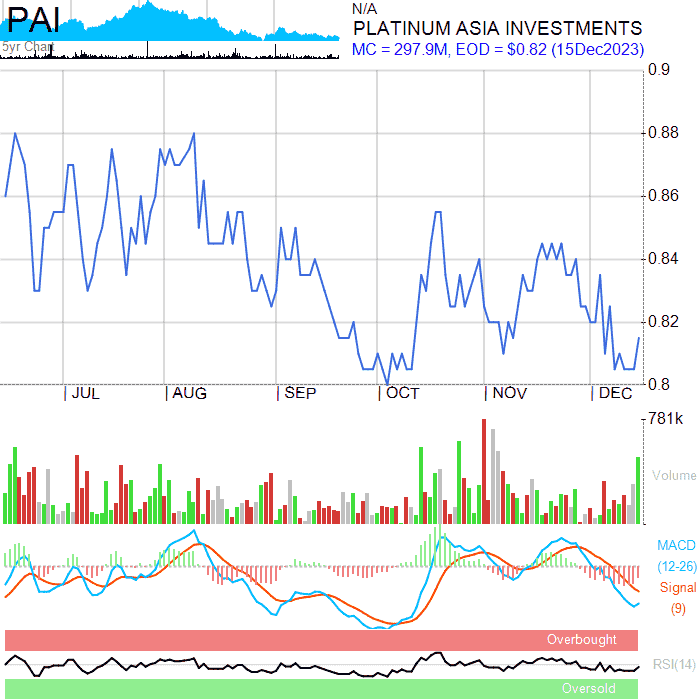 PAI
5yr Chart
N/A
PLATINUM ASIA INVESTMENTS
MC = 297.9M, EOD = $0.82 (15Dec2023)
0.9
0.88
0.86
0.84
0.82
0.8
JUL AUG SEP OCT NOV DEC
781k
Volume
MACD
(12-26)
Signal
(9)
Overbought
RSI(14)
Oversold